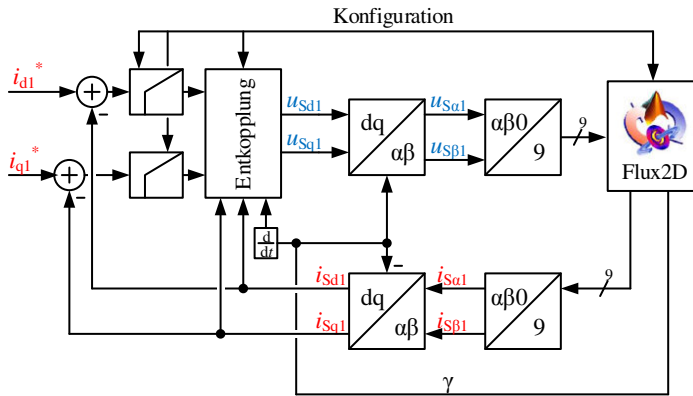 Konfiguration
i_d1*
i_q1*
Entkopplung
u_Sd1
u_Sq1
dq
αβ
u_Sα1
u_Sβ1
αβ0
9
9
Flux2D
d
dt
i_Sd1
i_Sq1
dq
αβ
i_Sα1
i_Sβ1
αβ0
9
9
γ